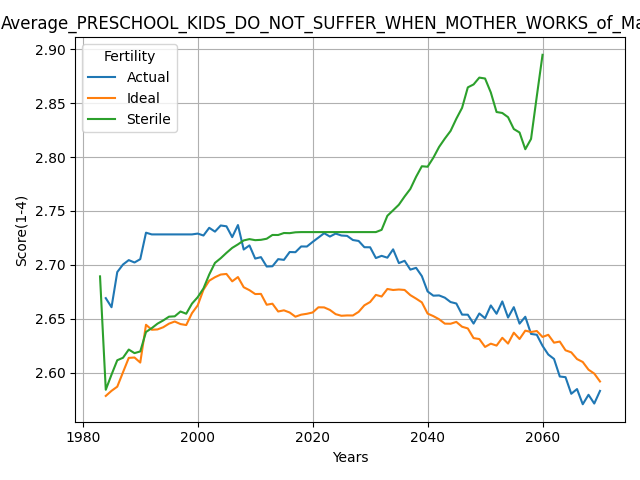 Average_PRESCHOOL_KIDS_DO_NOT_SUFFER_WHEN_MOTHER_WORKS_of_Ma
Fertility
Actual
Ideal
Sterile
2.90
2.85
2.80
2.75
2.70
2.65
2.60
Score(1-4)
1980
2000
2020
2040
2060
Years